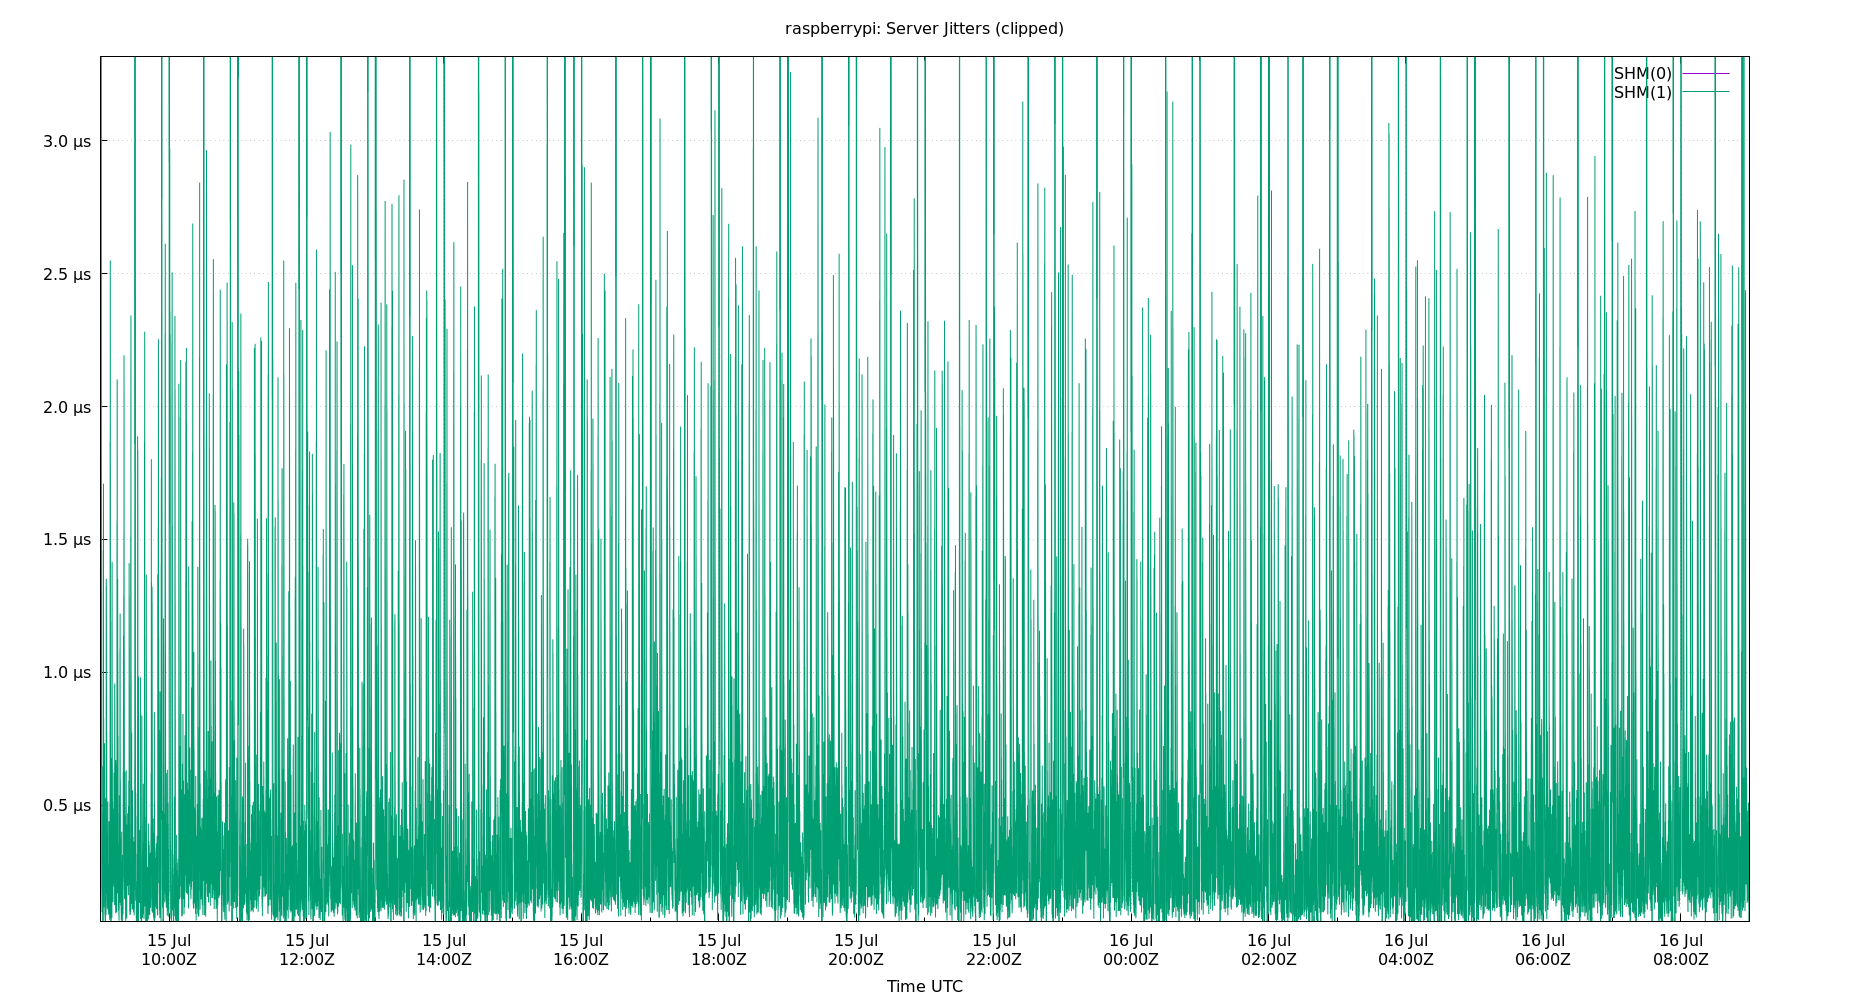 raspberrypi: Server Jitters (clipped)
SHM(0)
SHM(1)
3.0 µs
2.5 µs
2.0 µs
1.5 µs
1.0 µs
0.5 µs
15 Jul 15 Jul 15 Jul 15 Jul 15 Jul 15 Jul 15 Jul 16 Jul 16 Jul 16 Jul 16 Jul 16 Jul
10:00Z 12:00Z 14:00Z 16:00Z 18:00Z 20:00Z 22:00Z 00:00Z 02:00Z 04:00Z 06:00Z 08:00Z
Time UTC